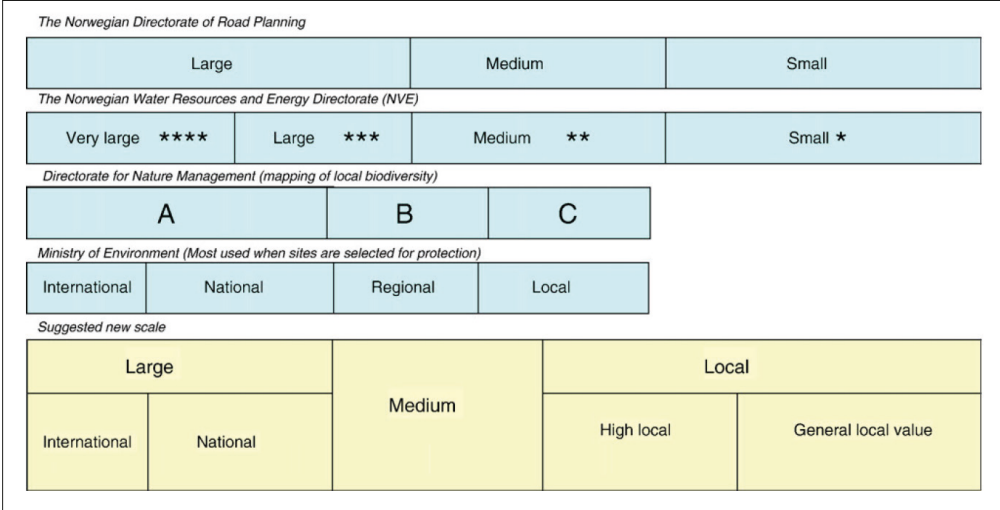 The Norwegian Directorate of Road Planning
Large Medium Small
The Norwegian Water Resources and Energy Directorate (NVE)
Very large **** Large *** Medium ** Small *
Directorate for Nature Management (mapping of local biodiversity)
A B C
Ministry of Environment (Most used when sites are selected for protection)
International National Regional Local
Suggested new scale
Large Medium Local
International National High local General local value